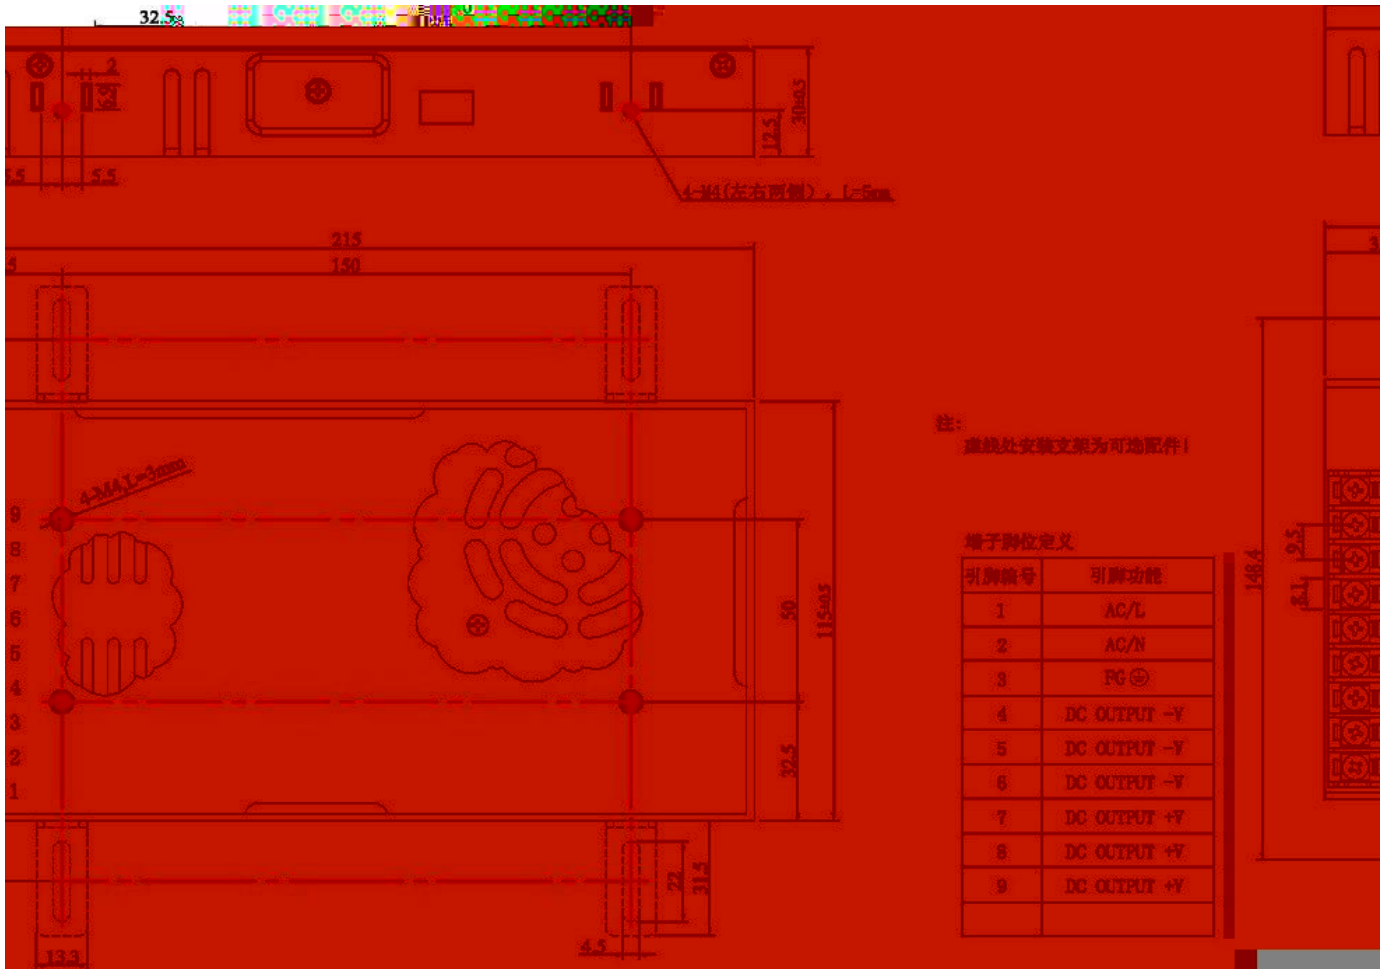 32.5
2
6.9
30±0.5
12.5
5.5
5.5
4-M4(左右两侧), L=5mm
215
150
注:
虚线处安装支架为可选配件!
4-M4,L=3mm
9
8
7
6
5
4
3
2
1
50
115±0.5
32.5
148.4
9.5
8.1
端子脚位定义
引脚编号 引脚功能
1 AC/L
2 AC/N
3 FG
4 DC OUTPUT -V
5 DC OUTPUT -V
6 DC OUTPUT -V
7 DC OUTPUT +V
8 DC OUTPUT +V
9 DC OUTPUT +V
22
31.5
13.3
4.5